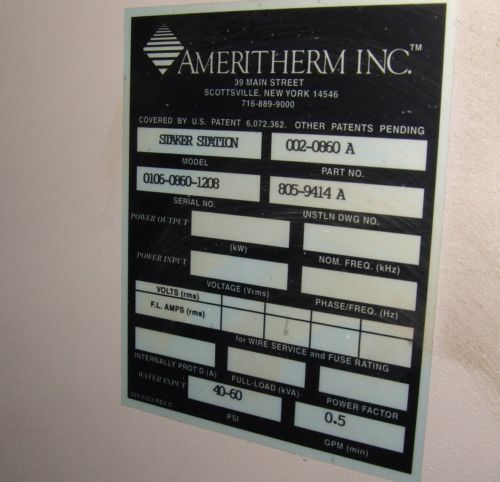 AMERITHERM INC.™
39 MAIN STREET
SCOTTSVILLE, NEW YORK 14546
716-889-9000
COVERED BY U.S. PATENT 6,072,362. OTHER PATENTS PENDING
STAKER STATION 002-0860 A
MODEL PART NO.
0106-0860-1208 805-9414 A
SERIAL NO. INSTLN DWG NO.
POWER OUTPUT
(kW) NOM. FREQ. (kHz)
POWER INPUT
VOLTAGE (Vrms) PHASE/FREQ. (Hz)
VOLTS (rms)
F.L. AMPS (rms)
for WIRE SERVICE and FUSE RATING
INTERNALLY PROT'D (A) FULL-LOAD (kVA) POWER FACTOR
WATER INPUT 40-60 0.5
PSI GPM (min)